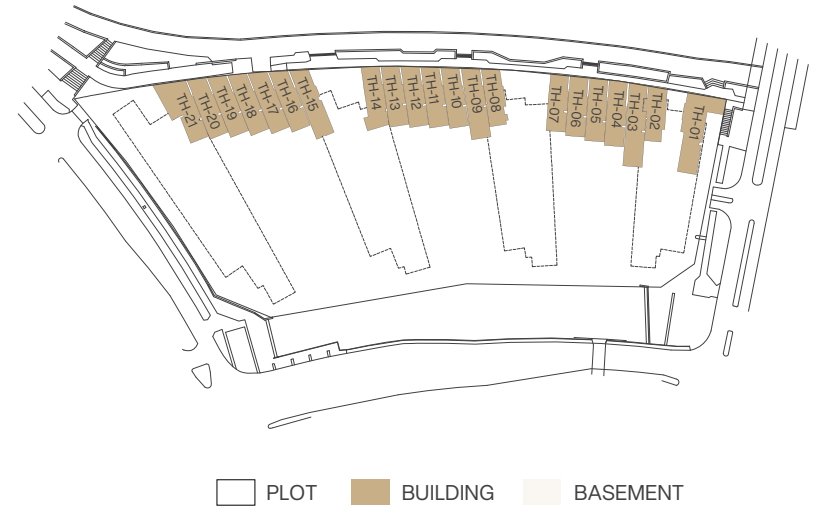 TH-21
TH-20
TH-19
TH-18
TH-17
TH-16
TH-15
TH-14
TH-13
TH-12
TH-11
TH-10
TH-09
TH-08
TH-07
TH-06
TH-05
TH-04
TH-03
TH-02
TH-01
PLOT
BUILDING
BASEMENT